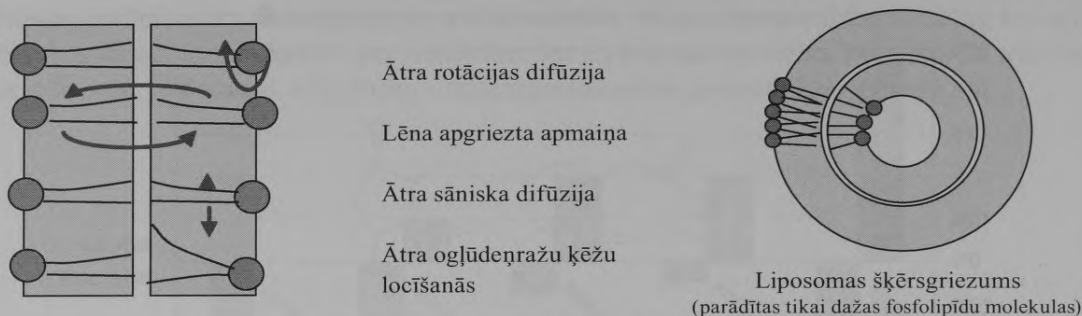 Ātra rotācijas difūzija
Lēna apgriezta apmaiņa
Ātra sāniska difūzija
Ātra ogļūdeņražu ķēžu
locīšanās
Liposomas šķērsgriezums
(parādītas tikai dažas fosfolipīdu molekulas)